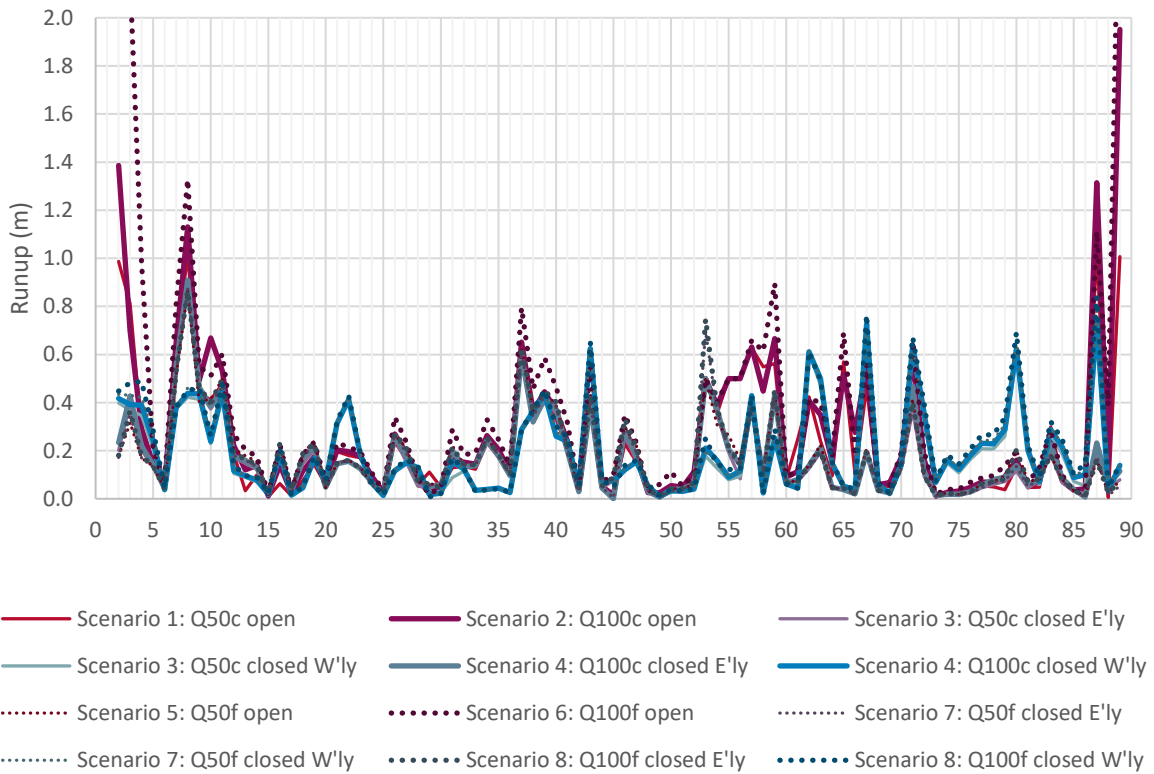 2.0
1.8
1.6
1.4
1.2
1.0
0.8
0.6
0.4
0.2
0.0
Runup (m)
0 5 10 15 20 25 30 35 40 45 50 55 60 65 70 75 80 85 90
Scenario 1: Q50c open Scenario 2: Q100c open Scenario 3: Q50c closed E'ly
Scenario 3: Q50c closed W'ly Scenario 4: Q100c closed E'ly Scenario 4: Q100c closed W'ly
Scenario 5: Q50f open Scenario 6: Q100f open Scenario 7: Q50f closed E'ly
Scenario 7: Q50f closed W'ly Scenario 8: Q100f closed E'ly Scenario 8: Q100f closed W'ly